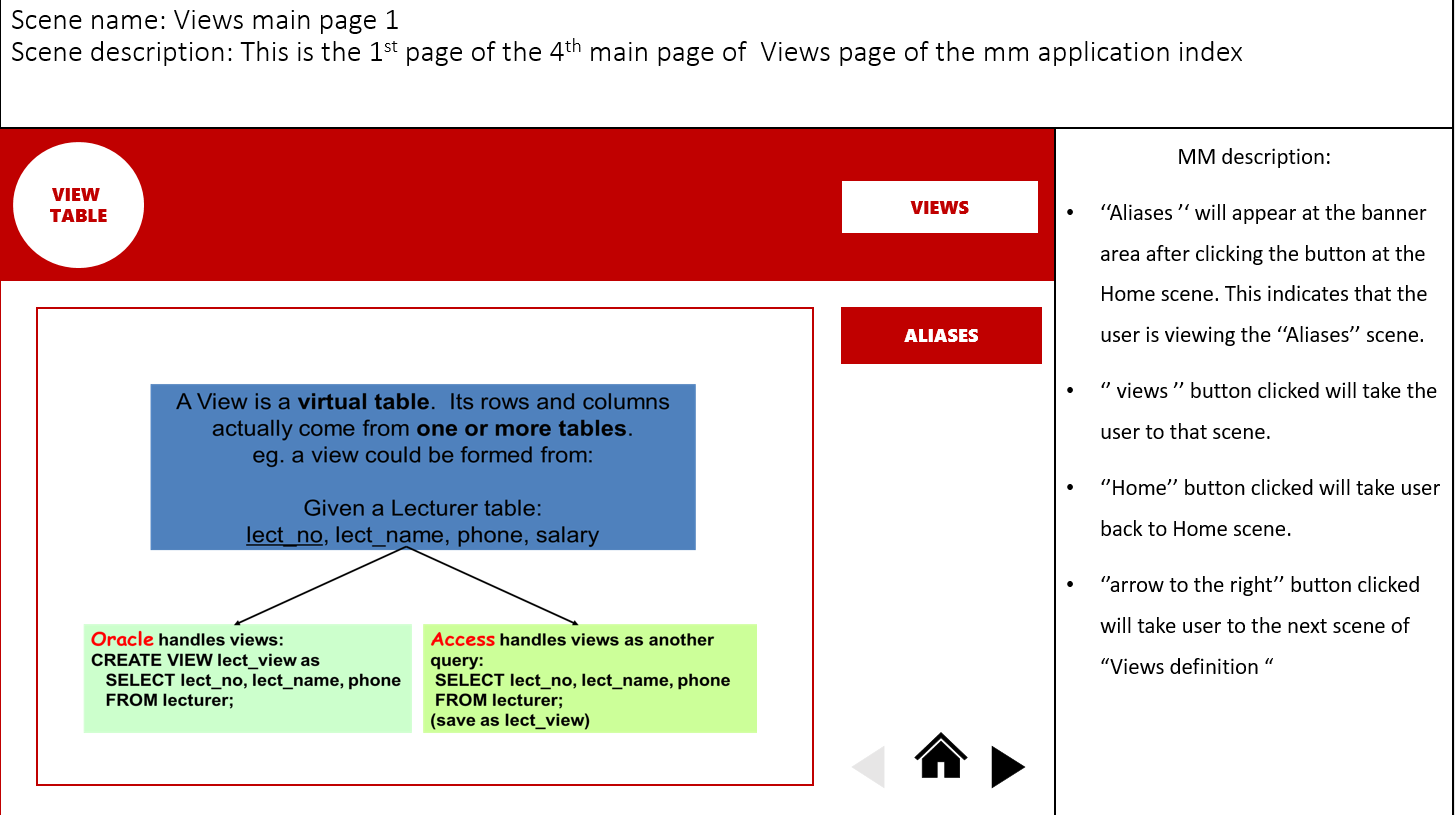 Scene name: Views main page 1
Scene description: This is the 1st page of the 4th main page of  Views page of the mm application index
VIEW
TABLE
VIEWS
ALIASES
A View is a virtual table.  Its rows and columns
actually come from one or more tables.
eg. a view could be formed from:
Given a Lecturer table:
lect_no, lect_name, phone, salary
Oracle handles views:
CREATE VIEW lect_view as
SELECT lect_no, lect_name, phone
FROM lecturer;
Access handles views as another
query:
SELECT lect_no, lect_name, phone
FROM lecturer;
(save as lect_view)
MM description:
• ‘‘Aliases ’‘ will appear at the banner
area after clicking the button at the
Home scene. This indicates that the
user is viewing the ‘‘Aliases’’ scene.
• ‘’ views ’’ button clicked will take the
user to that scene.
• ‘’Home’’ button clicked will take user
back to Home scene.
• ‘’arrow to the right’’ button clicked
will take user to the next scene of
“Views definition “